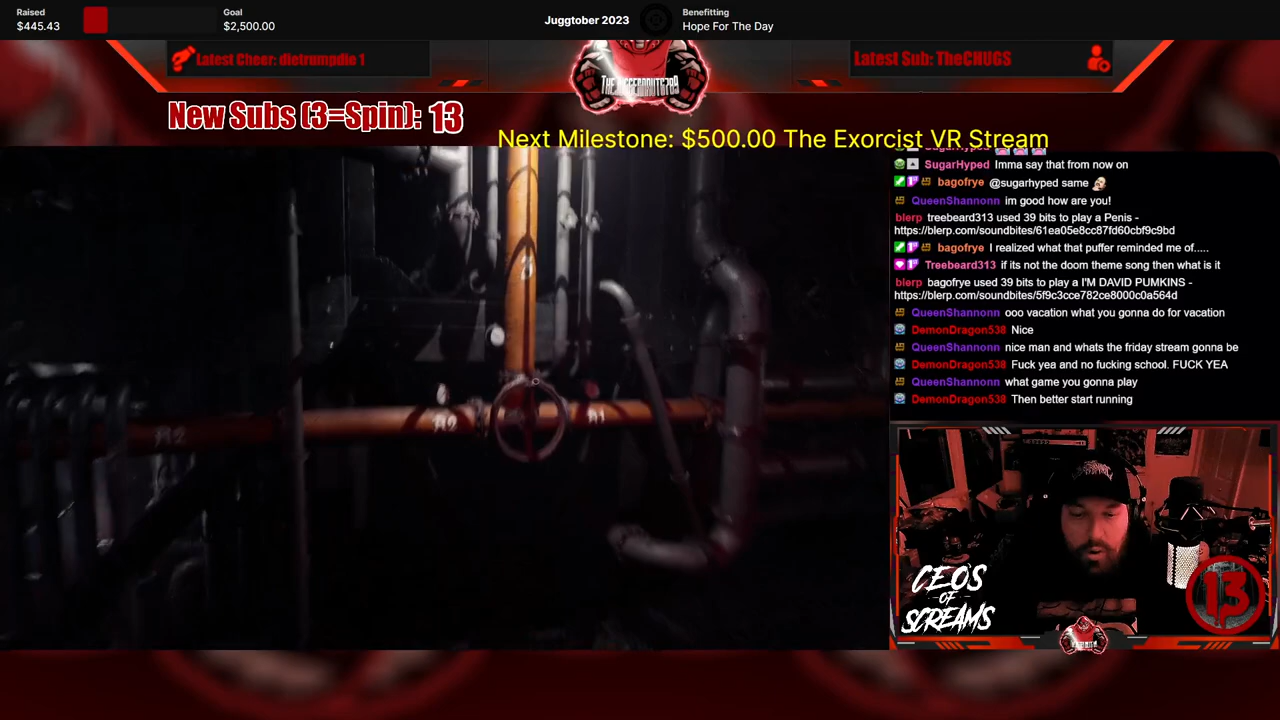 Raised
$445.43
Goal
$2,500.00
Juggtober 2023
Benefitting
Hope For The Day
Latest Cheer: dietrumpdio 1
THEJUGGERNAUT6789
Latest Sub: TheCHUGS
New Subs (3=Spin): 13
Next Milestone: $500.00 The Exorcist VR Stream
SugarHyped
SugarHyped Imma say that from now on
bagofrye @sugarhyped same
QueenShannonn im good how are you!
blerp treebeard313 used 39 bits to play a Penis -
https://blerp.com/soundbites/61ea05e8cc87fd60cbf9c9bd
bagofrye I realized what that puffer reminded me of.....
Treebeard313 if its not the doom theme song then what is it
blerp bagofrye used 39 bits to play a I'M DAVID PUMKINS -
https://blerp.com/soundbites/5f9c3cce782ce8000c0a564d
QueenShannonn ooo vacation what you gonna do for vacation
DemonDragon538 Nice
QueenShannonn nice man and whats the friday stream gonna be
DemonDragon538 Fuck yea and no fucking school. FUCK YEA
QueenShannonn what game you gonna play
DemonDragon538 Then better start running
A2
A2
A1
CEOS
OF
SCREAMS
13